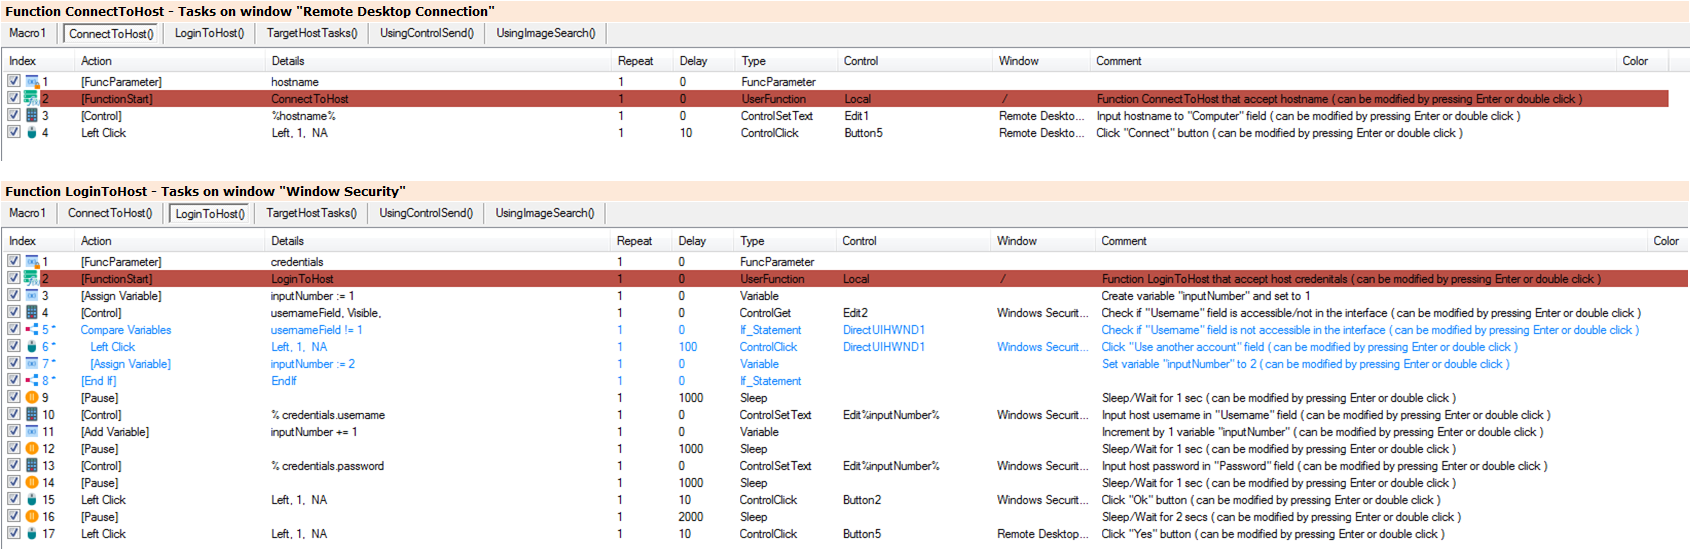 Function ConnectToHost - Tasks on window "Remote Desktop Connection"
Macro1 ConnectToHost() LoginToHost() TargetHostTasks() UsingControlSend() UsingImageSearch()
Index Action Details Repeat Delay Type Control Window Comment Color
1 [FuncParameter] hostname 1 0 FuncParameter
2 [FunctionStart] ConnectToHost 1 0 UserFunction Local / Function ConnectToHost that accept hostname ( can be modified by pressing Enter or double click )
3 [Control] %hostname% 1 0 ControlSetText Edit1 Remote Deskto... Input hostname to "Computer" field ( can be modified by pressing Enter or double click )
4 Left Click Left, 1, NA 1 10 ControlClick Button5 Remote Deskto... Click "Connect" button ( can be modified by pressing Enter or double click )
Function LoginToHost - Tasks on window "Window Security"
Macro1 ConnectToHost() LoginToHost() TargetHostTasks() UsingControlSend() UsingImageSearch()
Index Action Details Repeat Delay Type Control Window Comment Color
1 [FuncParameter] credentials 1 0 FuncParameter
2 [FunctionStart] LoginToHost 1 0 UserFunction Local / Function LoginToHost that accept host credenitals ( can be modified by pressing Enter or double click )
3 [Assign Variable] inputNumber := 1 1 0 Variable Create variable "inputNumber" and set to 1
4 [Control] usernameField, Visible, 1 0 ControlGet Edit2 Windows Securit... Check if "Username" field is accessible/not in the interface ( can be modified by pressing Enter or double click )
5 * Compare Variables usernameField != 1 1 0 If_Statement DirectUIHWND1 Check if "Username" field is not accessible in the interface ( can be modified by pressing Enter or double click )
6 * Left Click Left, 1, NA 1 100 ControlClick DirectUIHWND1 Windows Securit... Click "Use another account" field ( can be modified by pressing Enter or double click )
7 * [Assign Variable] inputNumber := 2 1 0 Variable Set variable "inputNumber" to 2 ( can be modified by pressing Enter or double click )
8 * [End If] EndIf 1 0 If_Statement
9 [Pause] 1 1000 Sleep Sleep/Wait for 1 sec ( can be modified by pressing Enter or double click )
10 [Control] % credentials.username 1 0 ControlSetText Edit%inputNumber% Windows Securit... Input host username in "Username" field ( can be modified by pressing Enter or double click )
11 [Add Variable] inputNumber += 1 1 0 Variable Increment by 1 variable "inputNumber" ( can be modified by pressing Enter or double click )
12 [Pause] 1 1000 Sleep Sleep/Wait for 1 sec ( can be modified by pressing Enter or double click )
13 [Control] % credentials.password 1 0 ControlSetText Edit%inputNumber% Windows Securit... Input host password in "Password" field ( can be modified by pressing Enter or double click )
14 [Pause] 1 1000 Sleep Sleep/Wait for 1 sec ( can be modified by pressing Enter or double click )
15 Left Click Left, 1, NA 1 10 ControlClick Button2 Windows Securit... Click "Ok" button ( can be modified by pressing Enter or double click )
16 [Pause] 1 2000 Sleep Sleep/Wait for 2 secs ( can be modified by pressing Enter or double click )
17 Left Click Left, 1, NA 1 10 ControlClick Button5 Remote Desktop... Click "Yes" button ( can be modified by pressing Enter or double click )